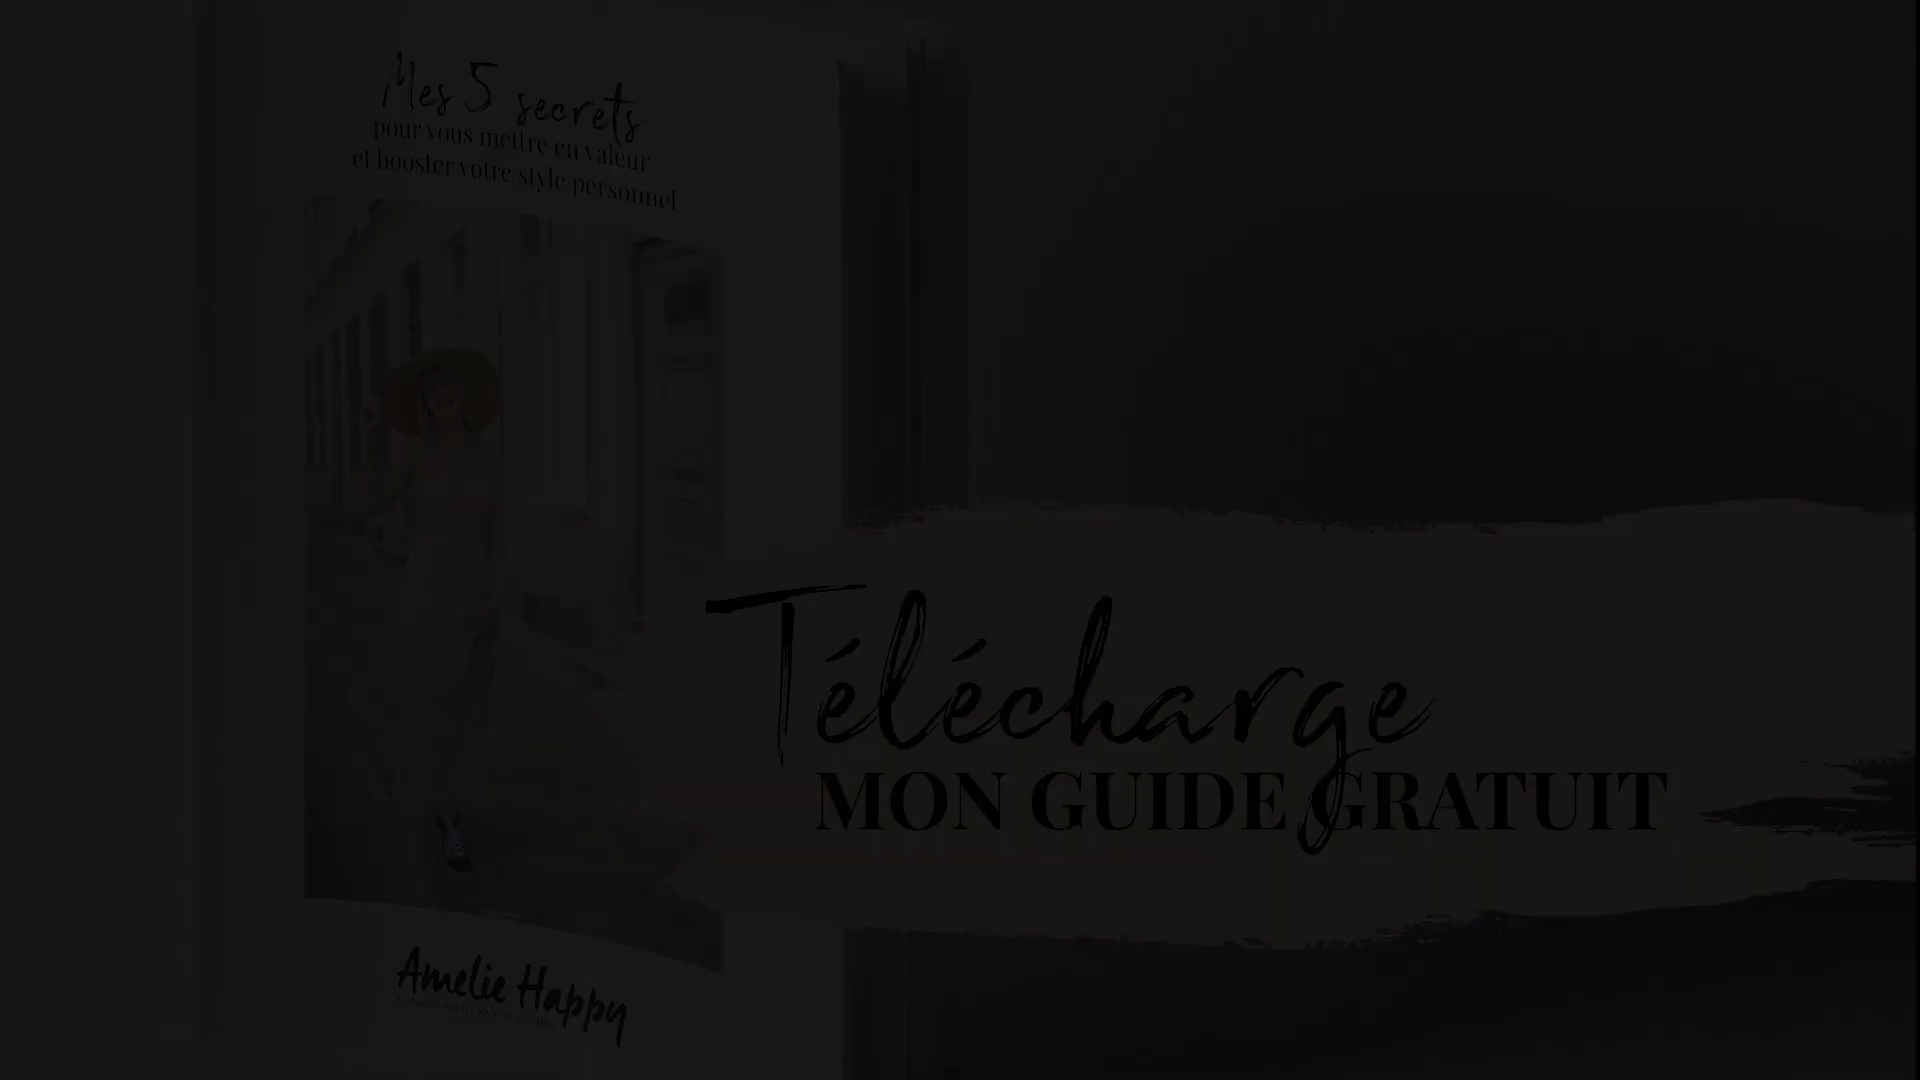 Mes 5 secrets
pour vous mettre en valeur
et booster votre style personnel
Télécharge
MON GUIDE GRATUIT
Amelie Happy